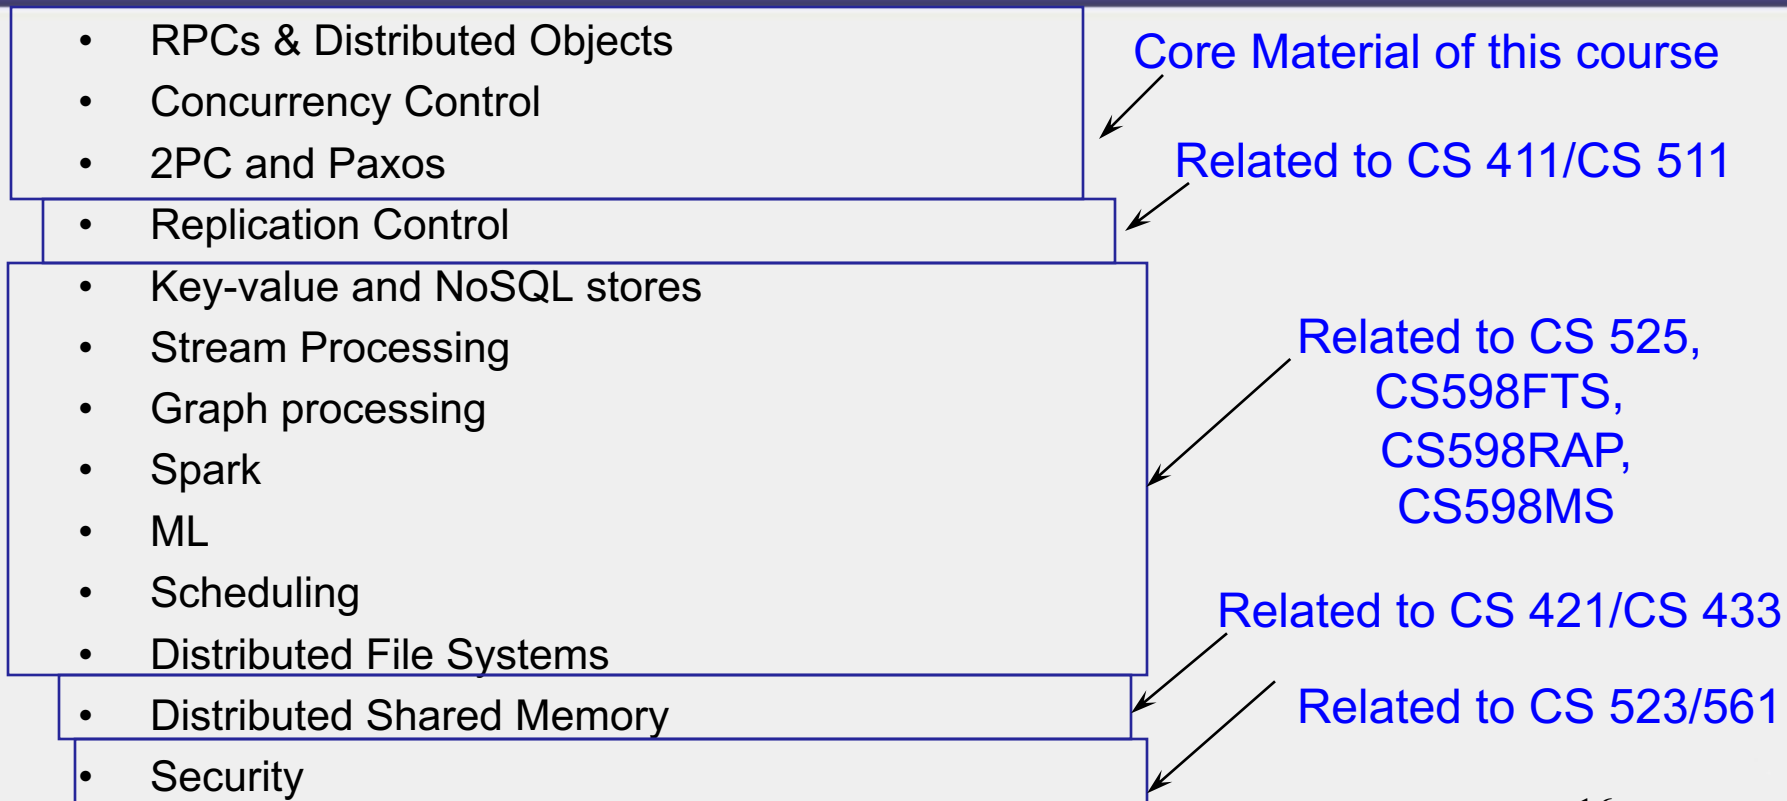 • RPCs & Distributed Objects
• Concurrency Control
• 2PC and Paxos
• Replication Control
• Key-value and NoSQL stores
• Stream Processing
• Graph processing
• Spark
• ML
• Scheduling
• Distributed File Systems
• Distributed Shared Memory
• Security
Core Material of this course
Related to CS 411/CS 511
Related to CS 525,
CS598FTS,
CS598RAP,
CS598MS
Related to CS 421/CS 433
Related to CS 523/561